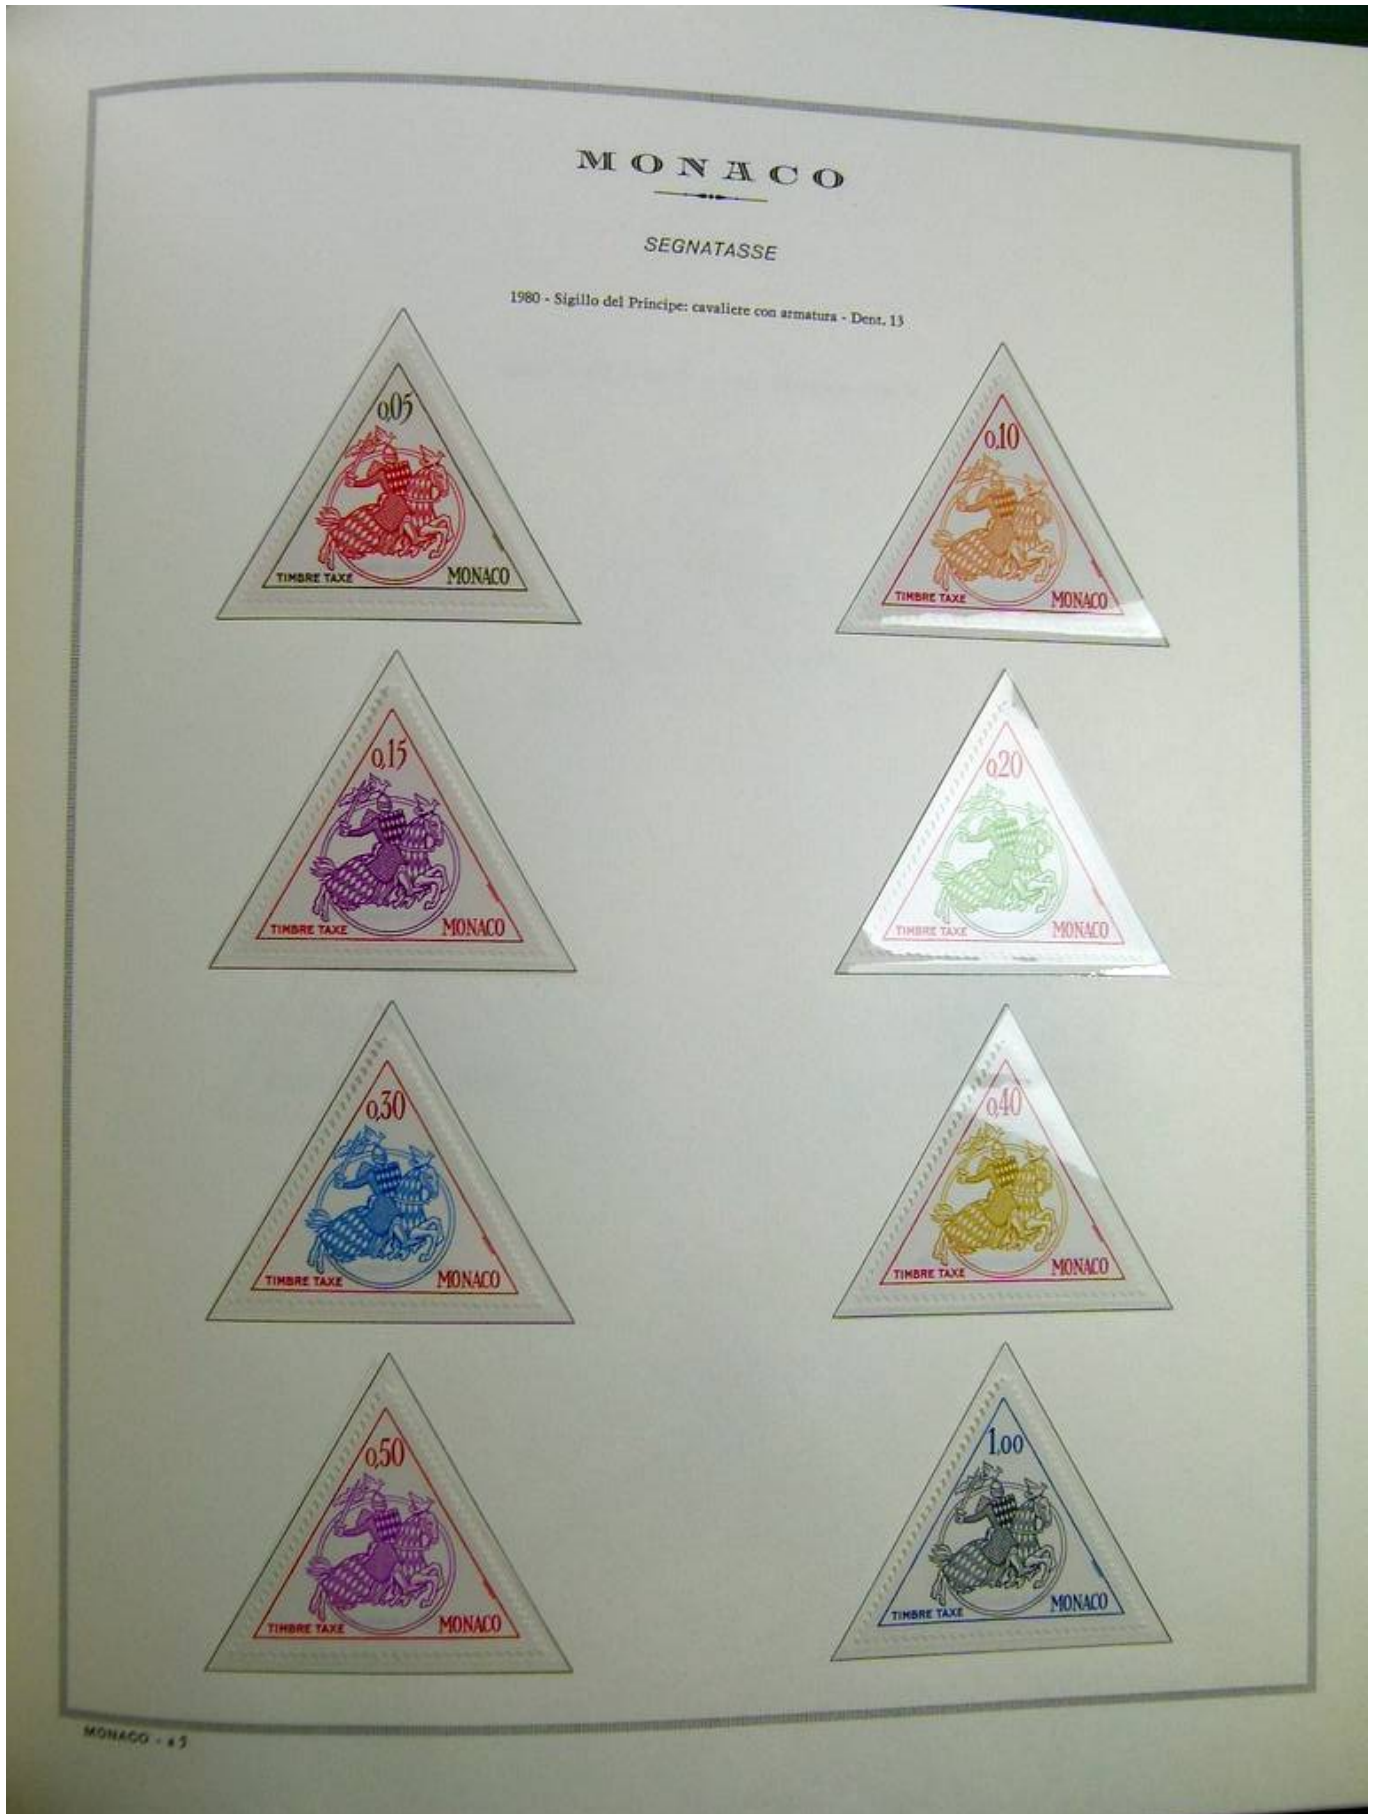 MONACO
SEGNATASSE
1980 - Sigillo del Principe: cavaliere con armatura - Dent. 13
0,05
TIMBRE TAXE MONACO
0,10
TIMBRE TAXE MONACO
0,15
TIMBRE TAXE MONACO
0,20
TIMBRE TAXE MONACO
0,30
TIMBRE TAXE MONACO
0,40
TIMBRE TAXE MONACO
0,50
TIMBRE TAXE MONACO
1,00
TIMBRE TAXE MONACO
MONACO -